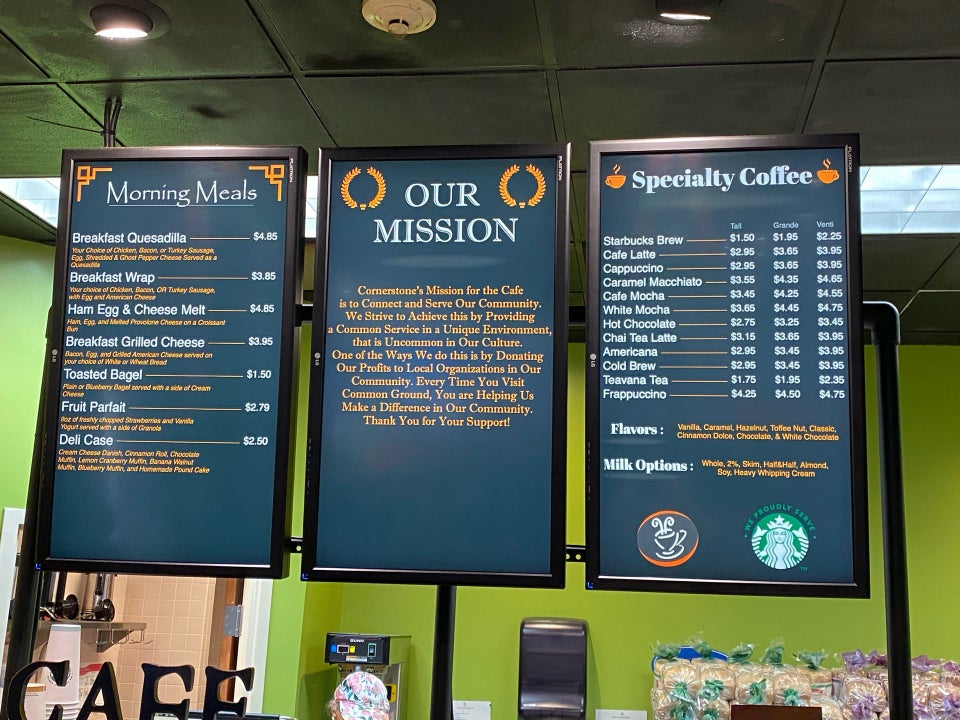 Morning Meals
Breakfast Quesadilla $4.85
Your Choice of Chicken, Bacon, or Turkey Sausage,
Egg, Shredded & Ghost Pepper Cheese Served as a
Quesadilla
Breakfast Wrap $3.85
Your choice of Chicken, Bacon, OR Turkey Sausage,
with Egg and American Cheese
Ham Egg & Cheese Melt $4.85
Ham, Egg, and Melted Provolone Cheese on a Croissant
Bun
Breakfast Grilled Cheese $3.95
Bacon, Egg, and Grilled American Cheese served on
your choice of White or Wheat Bread
Toasted Bagel $1.50
Plain or Blueberry Bagel served with a side of Cream
Cheese
Fruit Parfait $2.79
9oz of freshly chopped Strawberries and Vanilla
Yogurt served with a side of Granola
Deli Case $2.50
Cream Cheese Danish, Cinnamon Roll, Chocolate
Muffin, Lemon Cranberry Muffin, Banana Walnut
Muffin, Blueberry Muffin, and Homemade Pound Cake
OUR
MISSION
Cornerstone's Mission for the Cafe
is to Connect and Serve Our Community.
We Strive to Achieve this by Providing
a Common Service in a Unique Environment,
that is Uncommon in Our Culture.
One of the Ways We do this is by Donating
Our Profits to Local Organizations in Our
Community. Every Time You Visit
Common Ground, You are Helping Us
Make a Difference in Our Community.
Thank You for Your Support!
Specialty Coffee
Tall Grande Venti
Starbucks Brew $1.50 $1.95 $2.25
Cafe Latte $2.95 $3.65 $3.95
Cappuccino $2.95 $3.65 $3.95
Caramel Macchiato $3.55 $4.35 $4.65
Cafe Mocha $3.45 $4.25 $4.55
White Mocha $3.65 $4.45 $4.75
Hot Chocolate $2.75 $3.25 $3.45
Chai Tea Latte $3.15 $3.65 $3.95
Americana $2.95 $3.45 $3.95
Cold Brew $2.95 $3.45 $3.95
Teavana Tea $1.75 $1.95 $2.35
Frappuccino $4.25 $4.50 $4.75
Flavors : Vanilla, Caramel, Hazelnut, Toffee Nut, Classic,
Cinnamon Dolce, Chocolate, & White Chocolate
Milk Options : Whole, 2%, Skim, Half&Half, Almond,
Soy, Heavy Whipping Cream
WE PROUDLY SERVE
TM
LG
LG
LG
BUNN
CAFE